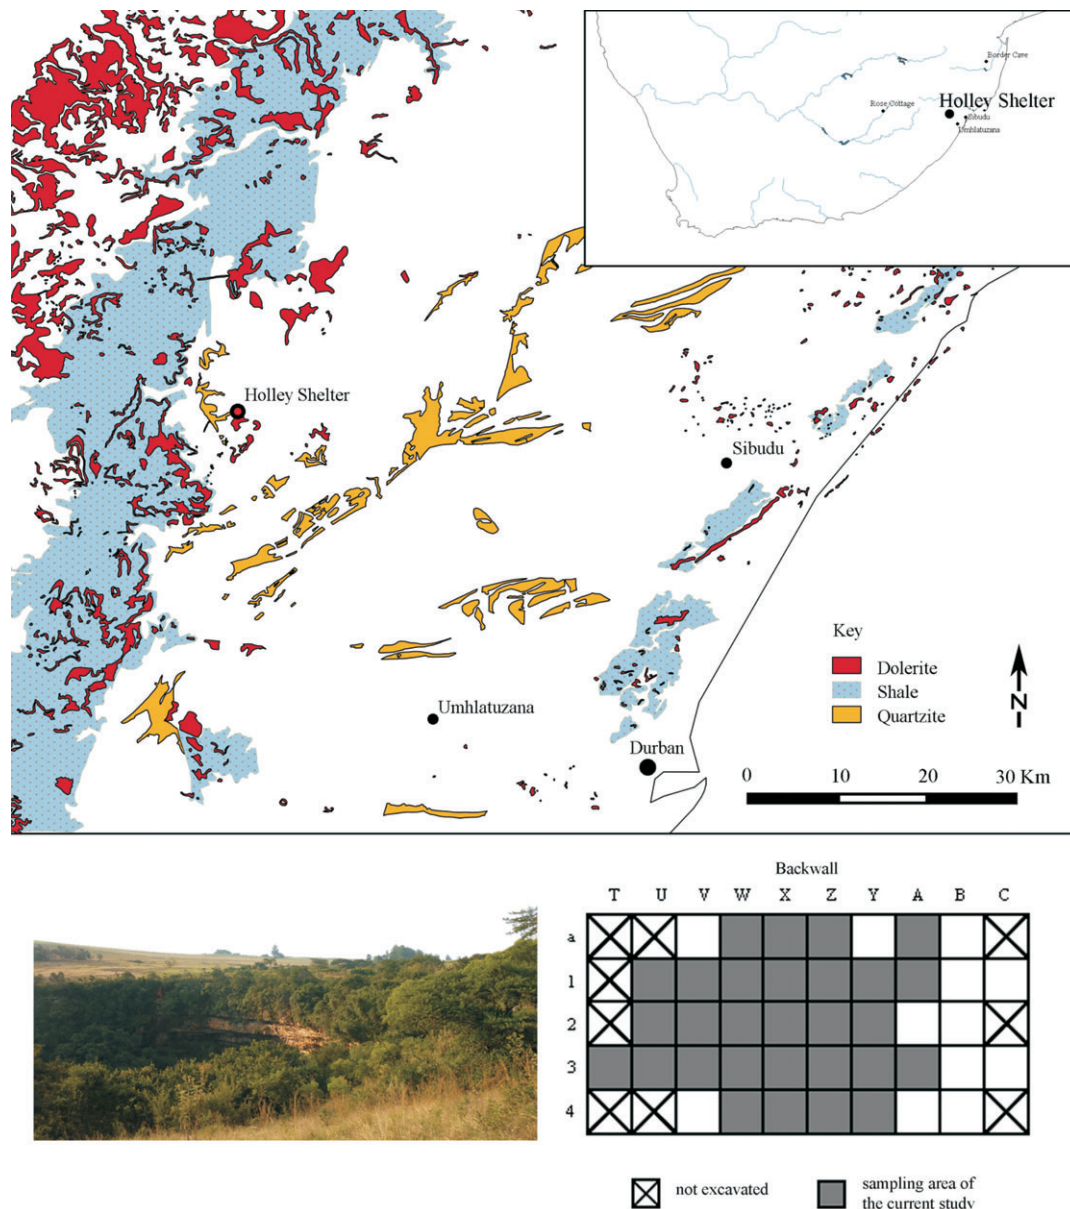 Border Cave
Rose Cottage
Holley Shelter
Sibudu
Umhlatuzana
Holley Shelter
Sibudu
Umhlatuzana
Durban
Key
Dolerite
Shale
Quartzite
N
0 10 20 30 Km
Backwall
T U V W X Z Y A B C
a
1
2
3
4
not excavated
sampling area of
the current study